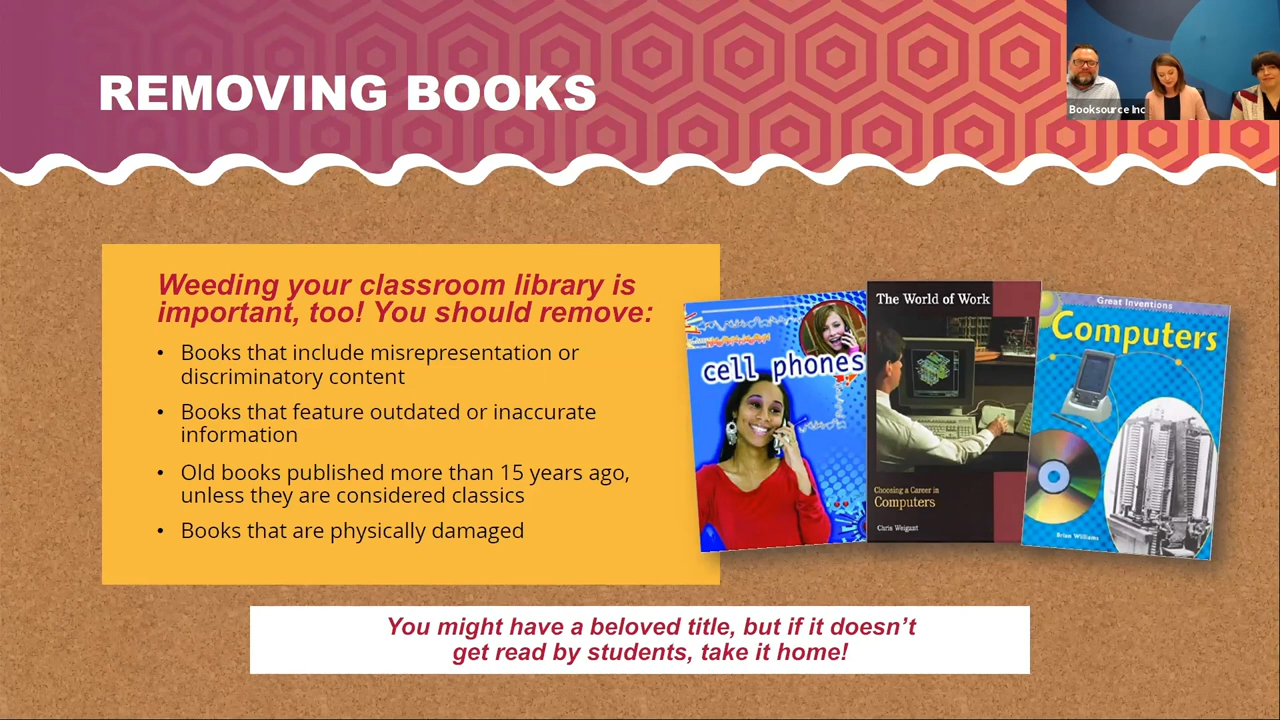 REMOVING BOOKS
Booksource Inc
Weeding your classroom library is
important, too! You should remove:
• Books that include misrepresentation or
discriminatory content
• Books that feature outdated or inaccurate
information
• Old books published more than 15 years ago,
unless they are considered classics
• Books that are physically damaged
cell phones
The World of Work
Choosing a Career in
Computers
Chris Weigant
Great Inventions
Computers
Brian Williams
You might have a beloved title, but if it doesn’t
get read by students, take it home!